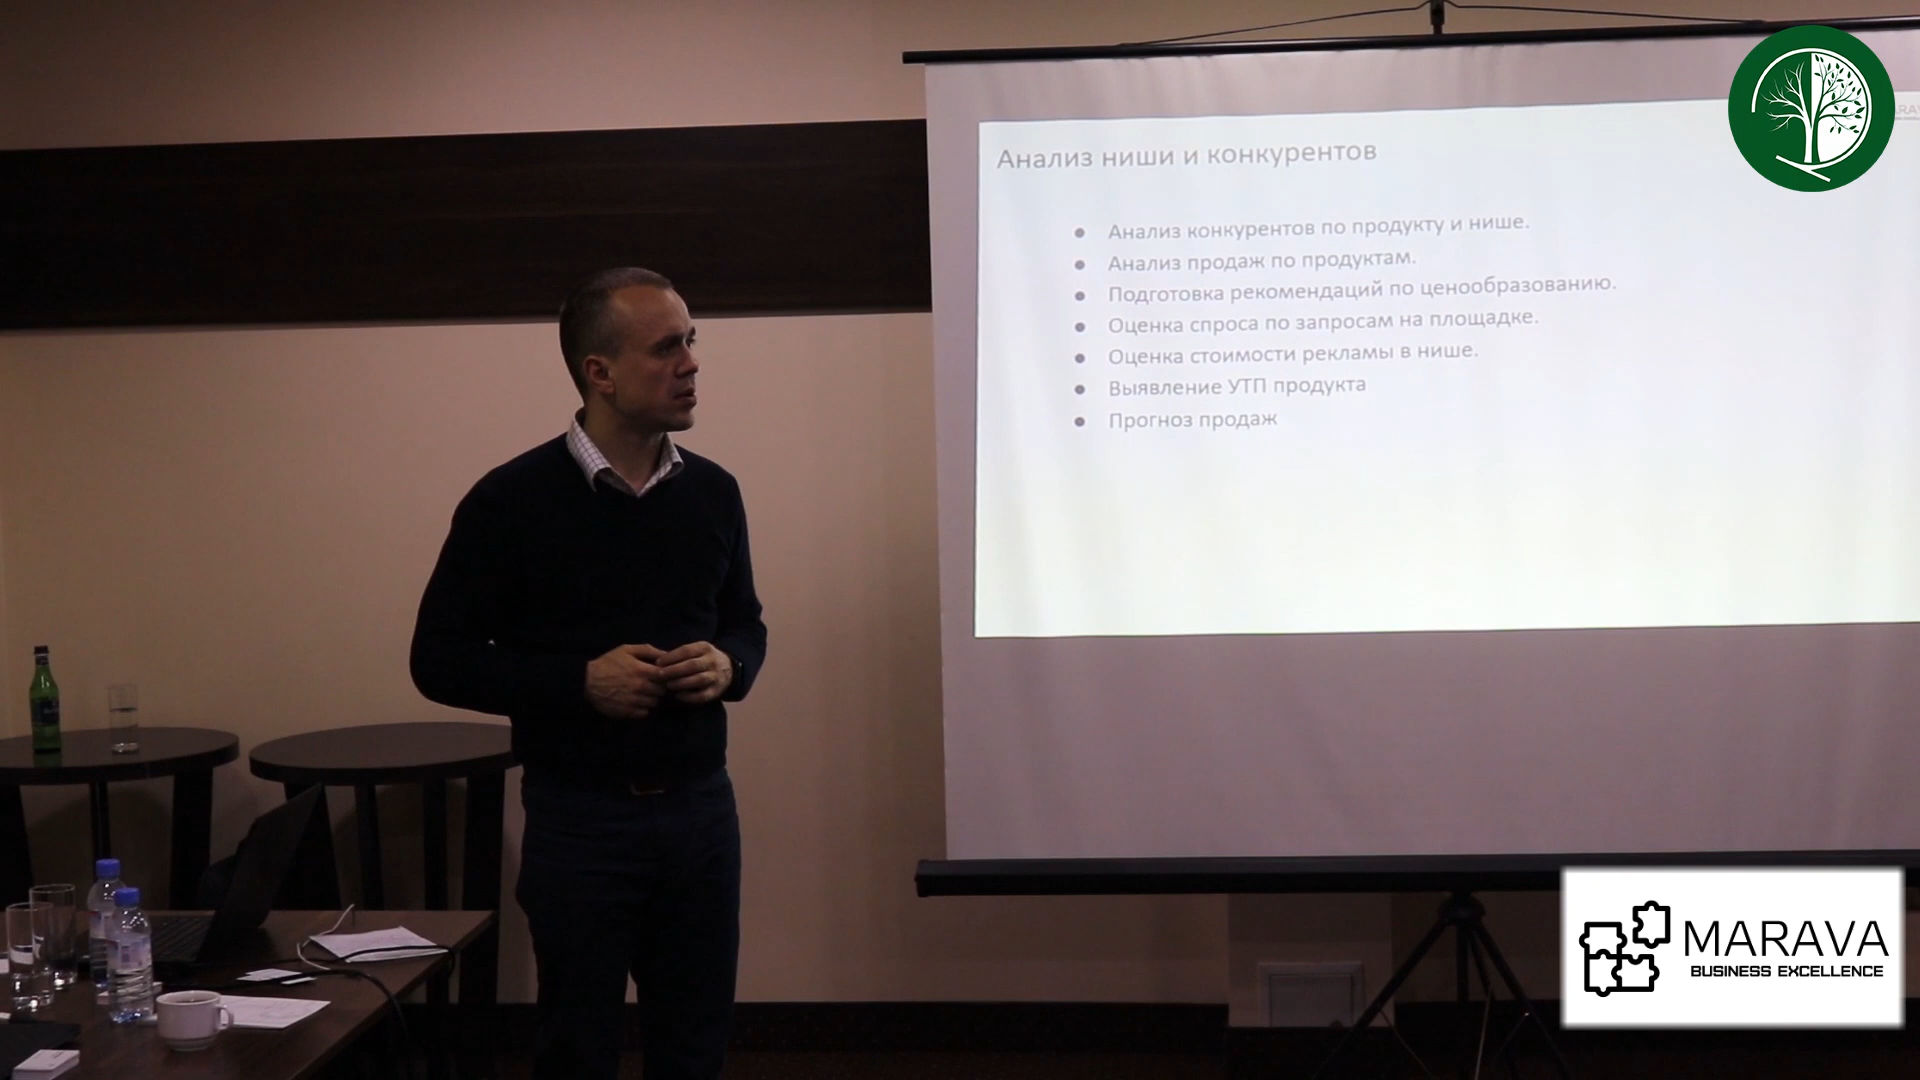 Анализ ниши и конкурентов
Анализ конкурентов по продукту и нише.
Анализ продаж по продуктам.
Подготовка рекомендаций по ценообразованию.
Оценка спроса по запросам на площадке.
Оценка стоимости рекламы в нише.
Выявление УТП продукта
Прогноз продаж
MARAVA
BUSINESS EXCELLENCE